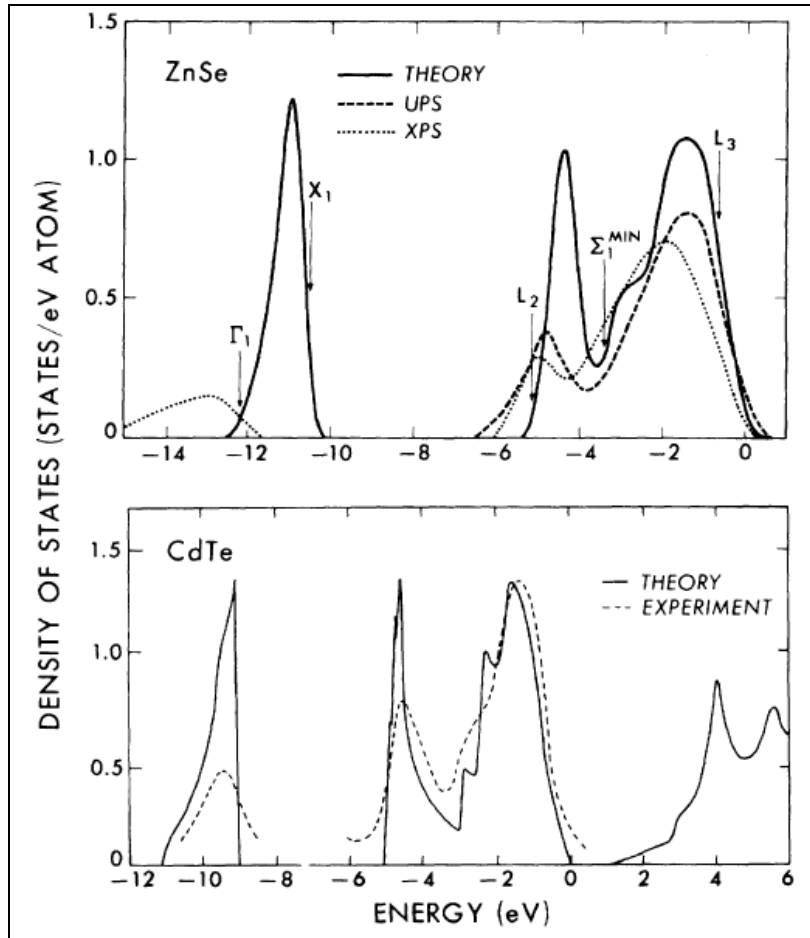 DENSITY OF STATES (STATES/eV ATOM)
1.5
1.0
0.5
0
ZnSe
THEORY
UPS
XPS
Γ₁
X₁
L₂
Σ₁ᴹᴵᴺ
L₃
−14 −12 −10 −8 −6 −4 −2 0
1.5
1.0
0.5
0
CdTe
THEORY
EXPERIMENT
−12 −10 −8 −6 −4 −2 0 2 4 6
ENERGY (eV)